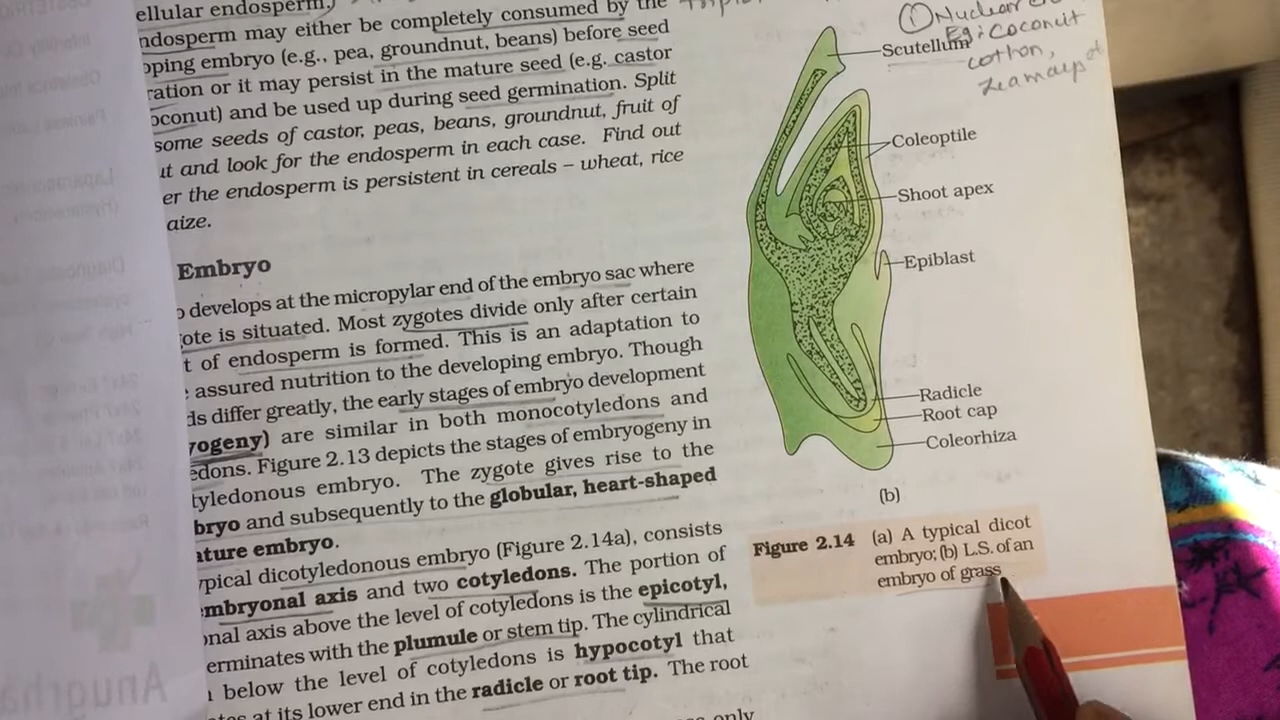 ellular endosperm.)
ndosperm may either be completely consumed by the
oping embryo (e.g., pea, groundnut, beans) before seed
ration or it may persist in the mature seed (e.g. castor
oconut) and be used up during seed germination. Split
some seeds of castor, peas, beans, groundnut, fruit of
ut and look for the endosperm in each case. Find out
er the endosperm is persistent in cereals – wheat, rice
aize.
Embryo
o develops at the micropylar end of the embryo sac where
ote is situated. Most zygotes divide only after certain
t of endosperm is formed. This is an adaptation to
assured nutrition to the developing embryo. Though
ds differ greatly, the early stages of embryo development
yogeny) are similar in both monocotyledons and
edons. Figure 2.13 depicts the stages of embryogeny in
tyledonous embryo. The zygote gives rise to the
bryo and subsequently to the globular, heart-shaped
ature embryo.
ypical dicotyledonous embryo (Figure 2.14a), consists
mbryonal axis and two cotyledons. The portion of
onal axis above the level of cotyledons is the epicotyl,
erminates with the plumule or stem tip. The cylindrical
below the level of cotyledons is hypocotyl that
at its lower end in the radicle or root tip. The root
only
① Nuclear
Eg: Coconut
cotton,
Zea mays
Scutellum
Coleoptile
Shoot apex
Epiblast
Radicle
Root cap
Coleorhiza
(b)
Figure 2.14 (a) A typical dicot
embryo; (b) L.S. of an
embryo of grass
Anugrha